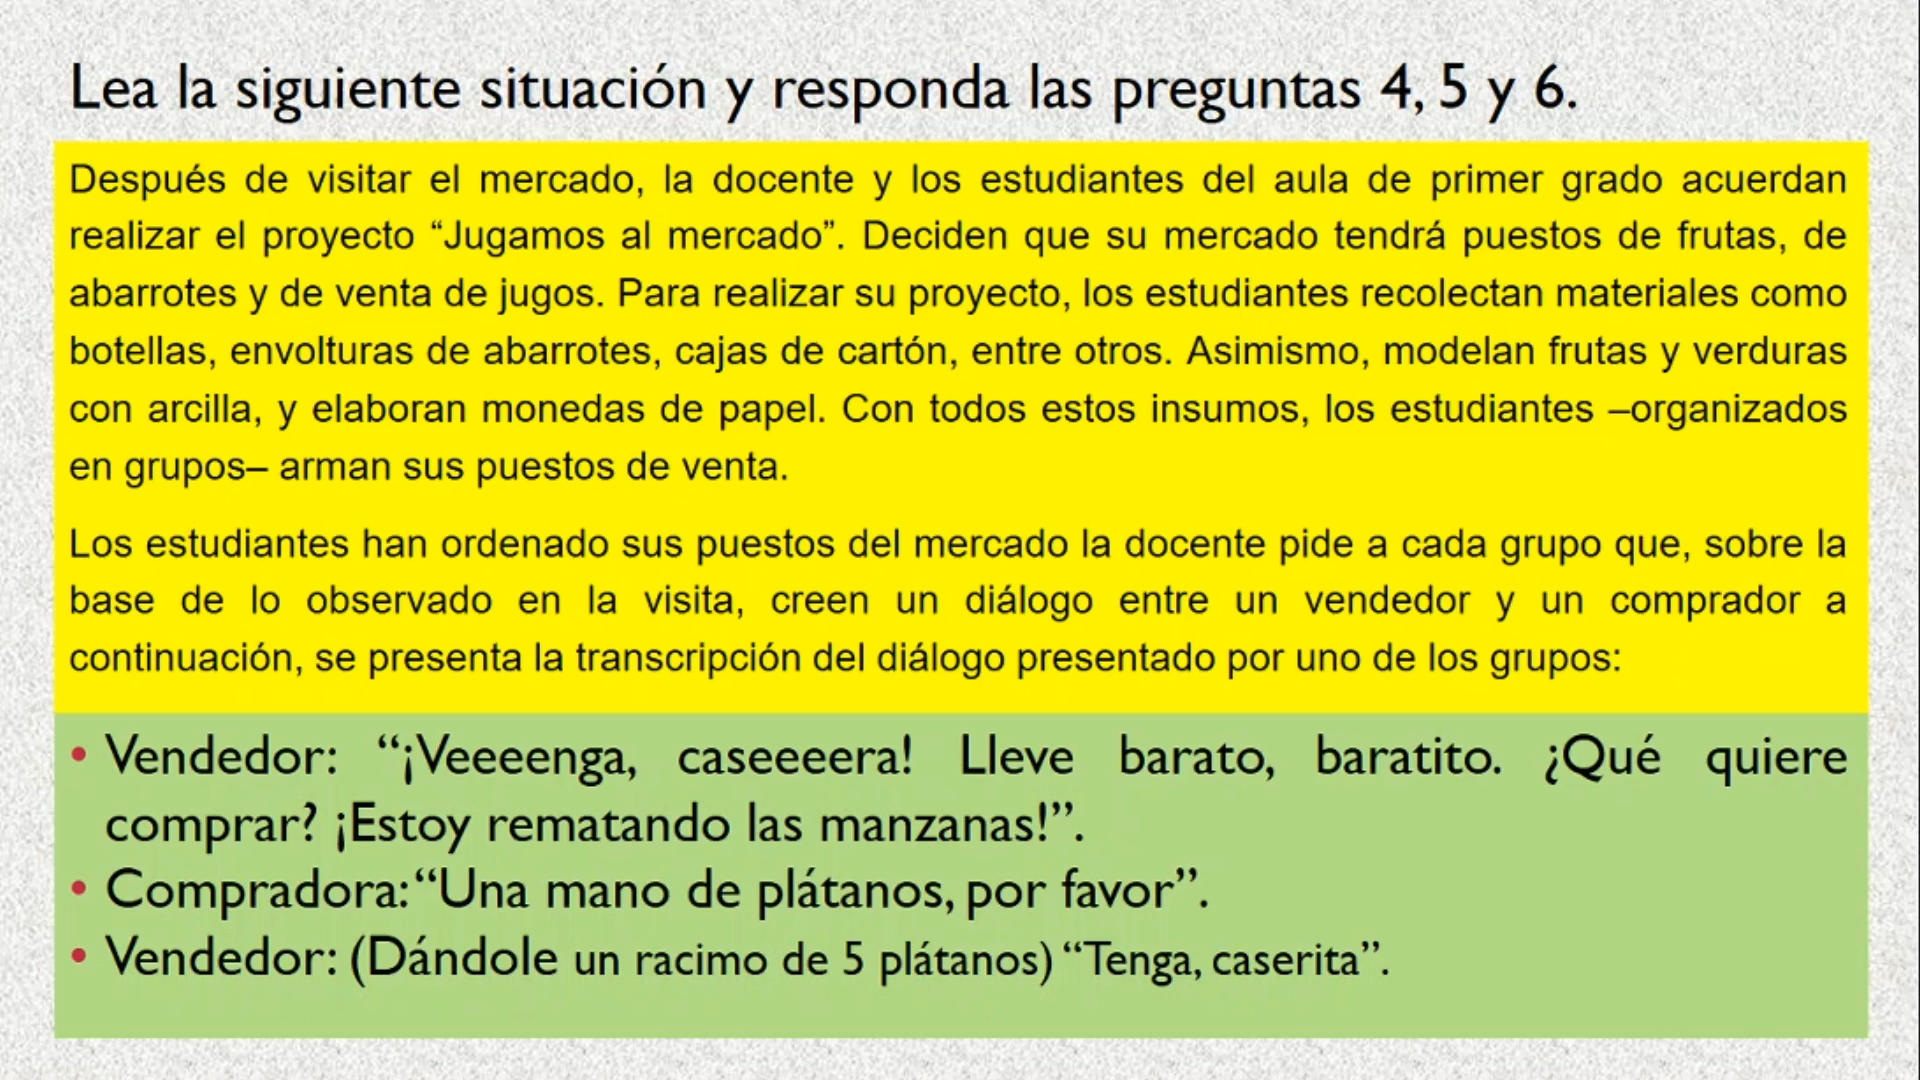 Lea la siguiente situación y responda las preguntas 4, 5 y 6.
Después de visitar el mercado, la docente y los estudiantes del aula de primer grado acuerdan
realizar el proyecto “Jugamos al mercado”. Deciden que su mercado tendrá puestos de frutas, de
abarrotes y de venta de jugos. Para realizar su proyecto, los estudiantes recolectan materiales como
botellas, envolturas de abarrotes, cajas de cartón, entre otros. Asimismo, modelan frutas y verduras
con arcilla, y elaboran monedas de papel. Con todos estos insumos, los estudiantes –organizados
en grupos– arman sus puestos de venta.
Los estudiantes han ordenado sus puestos del mercado la docente pide a cada grupo que, sobre la
base de lo observado en la visita, creen un diálogo entre un vendedor y un comprador a
continuación, se presenta la transcripción del diálogo presentado por uno de los grupos:
• Vendedor: “¡Veeeenga, caseeeera! Lleve barato, baratito. ¿Qué quiere
comprar? ¡Estoy rematando las manzanas!”.
• Compradora: “Una mano de plátanos, por favor”.
• Vendedor: (Dándole un racimo de 5 plátanos) “Tenga, caserita”.